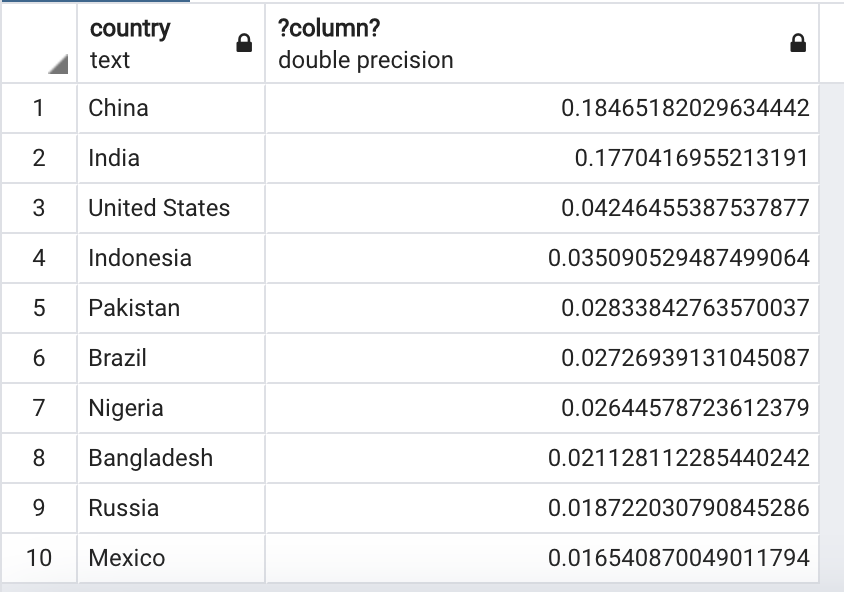 country ?column?
text double precision
1 China 0.18465182029634442
2 India 0.1770416955213191
3 United States 0.04246455387537877
4 Indonesia 0.035090529487499064
5 Pakistan 0.02833842763570037
6 Brazil 0.02726939131045087
7 Nigeria 0.02644578723612379
8 Bangladesh 0.021128112285440242
9 Russia 0.018722030790845286
10 Mexico 0.016540870049011794